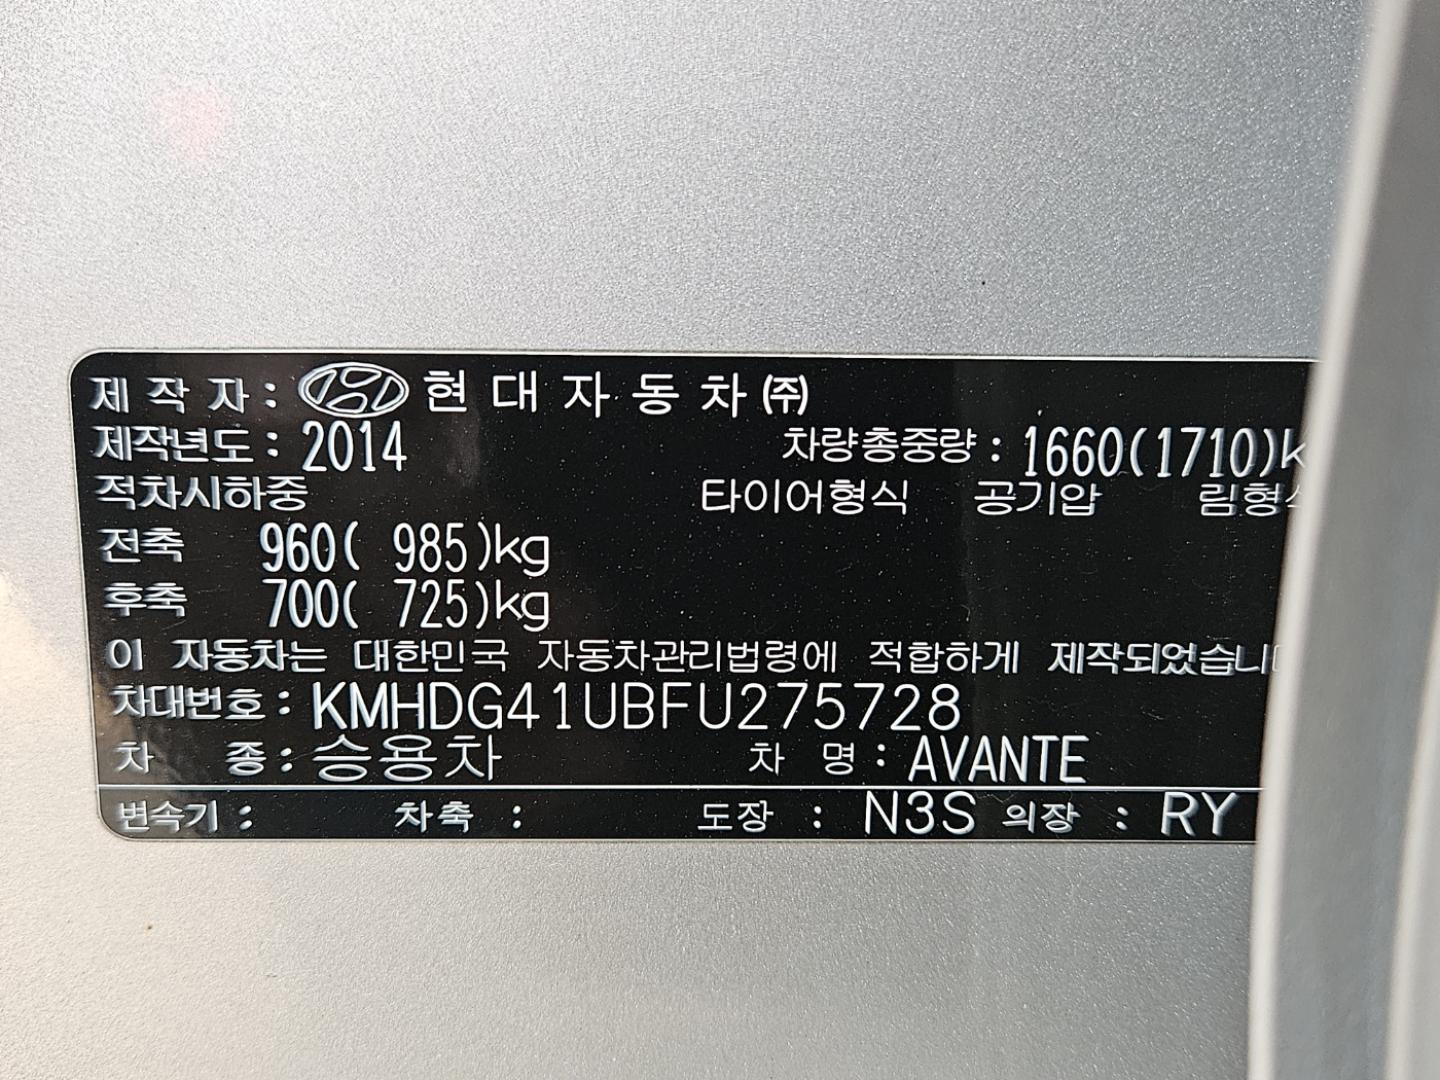 제 작 자 : 현 대 자 동 차 ㈜
제작년도 : 2014 차량총중량 : 1660(1710)k
적차시하중 타이어형식 공기압 림형식
전축 960( 985)kg
후축 700( 725)kg
이 자동차는 대한민국 자동차관리법령에 적합하게 제작되었습니다
차대번호 : KMHDG41UBFU275728
차 종 : 승용차 차 명 : AVANTE
변속기 : 차축 : 도장 : N3S 의장 : RY